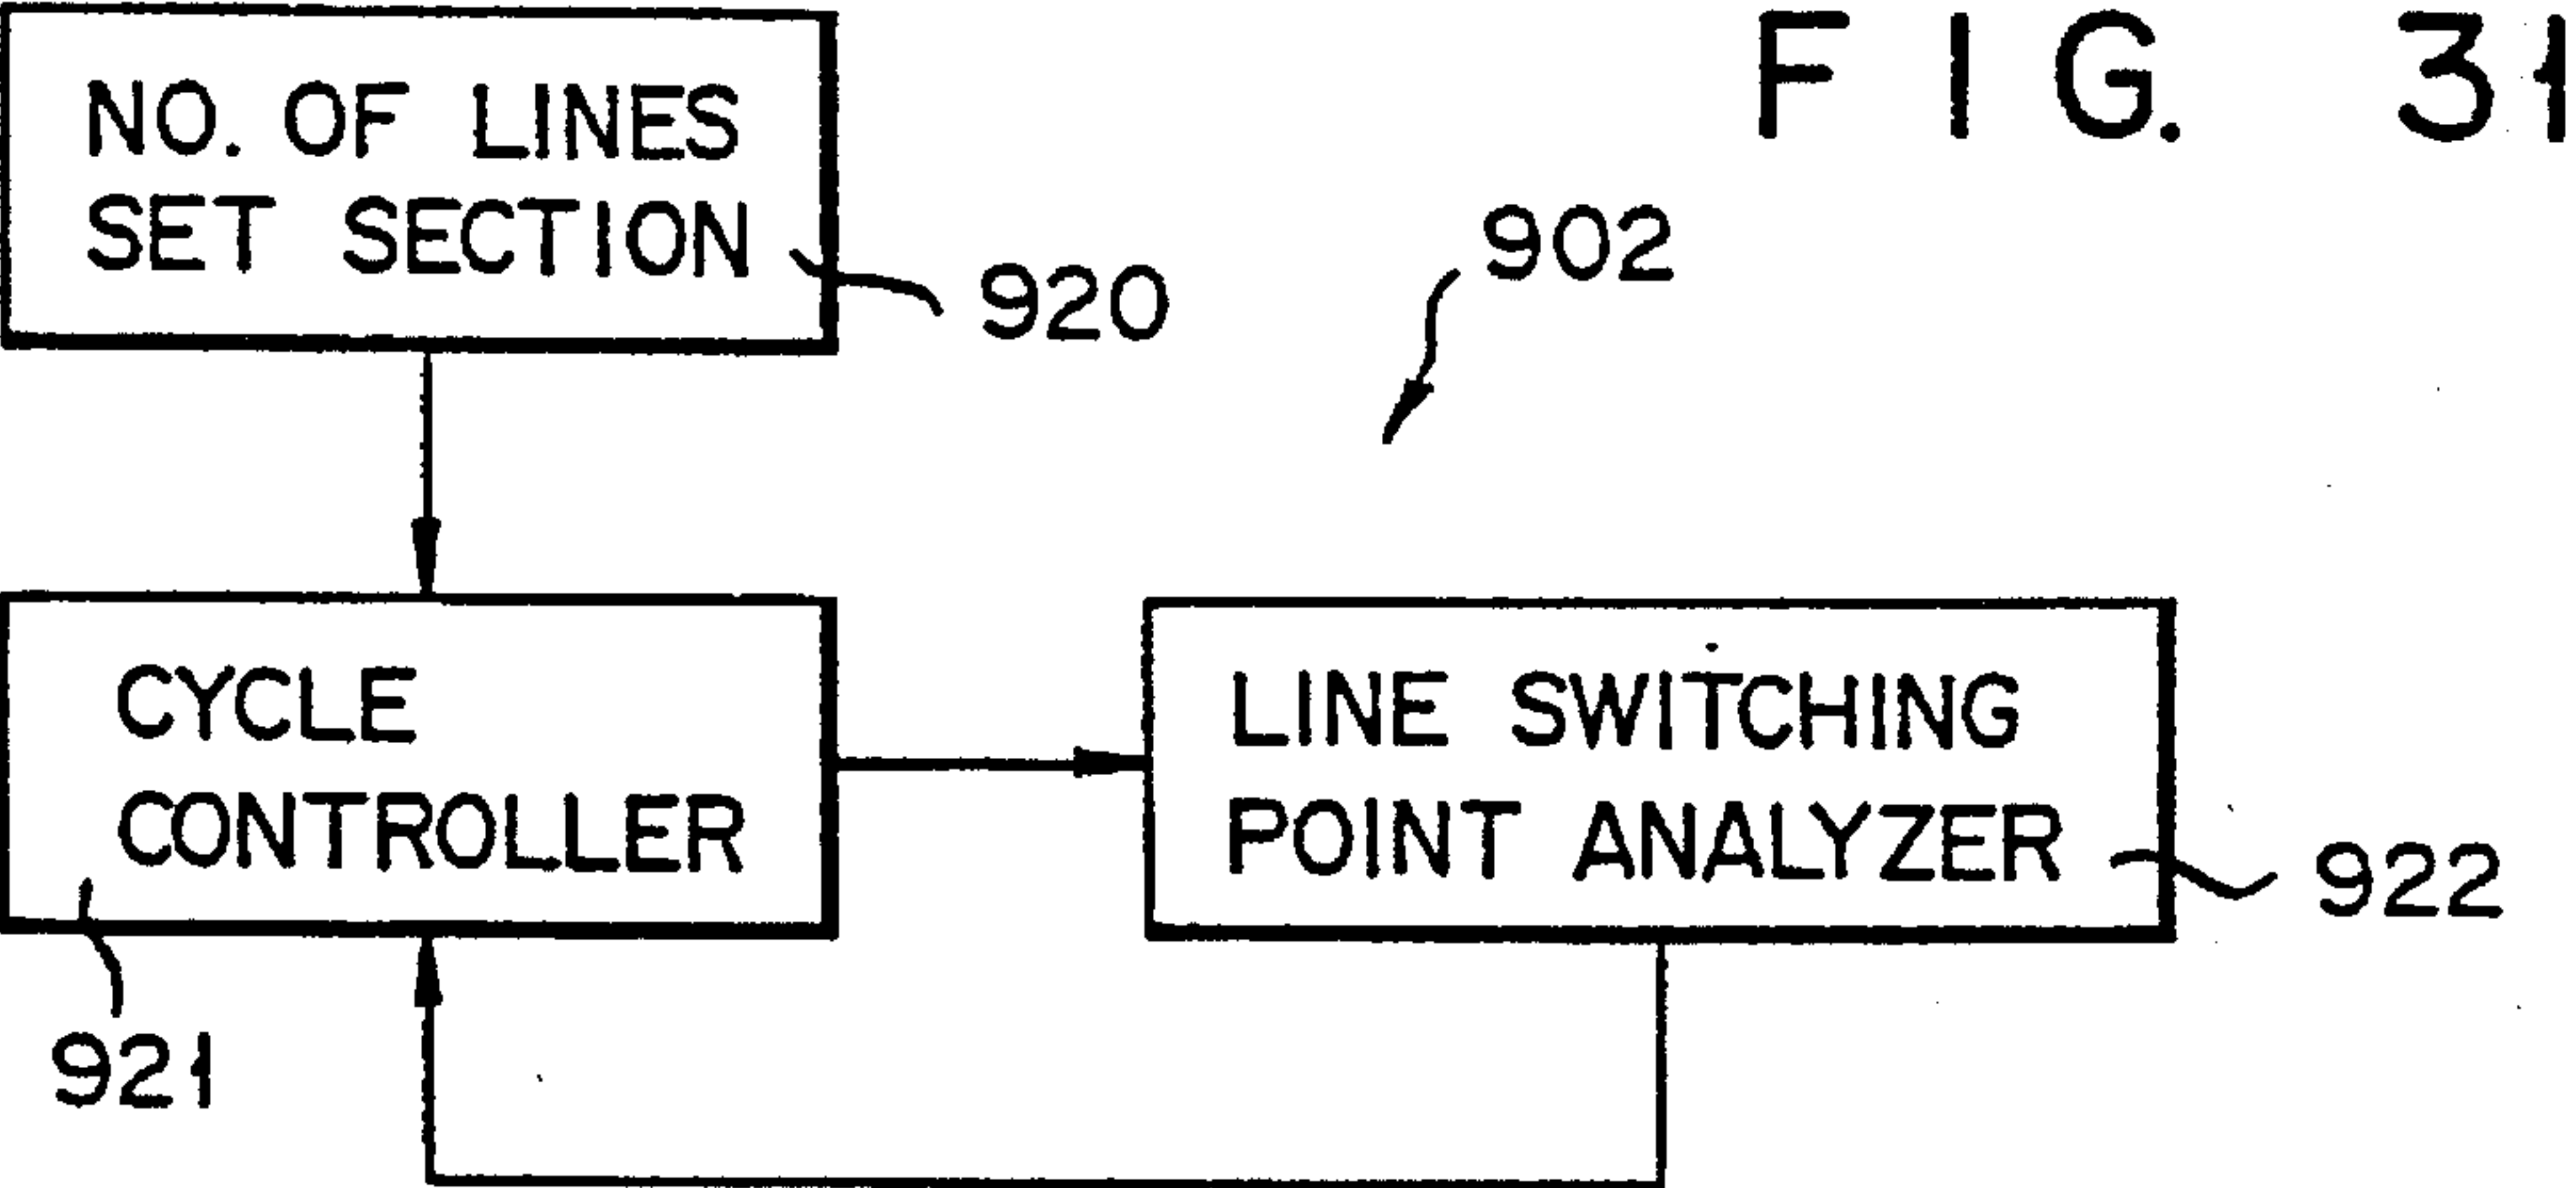 FIG. 31
NO. OF LINES
SET SECTION
920
902
CYCLE
CONTROLLER
921
LINE SWITCHING
POINT ANALYZER
922